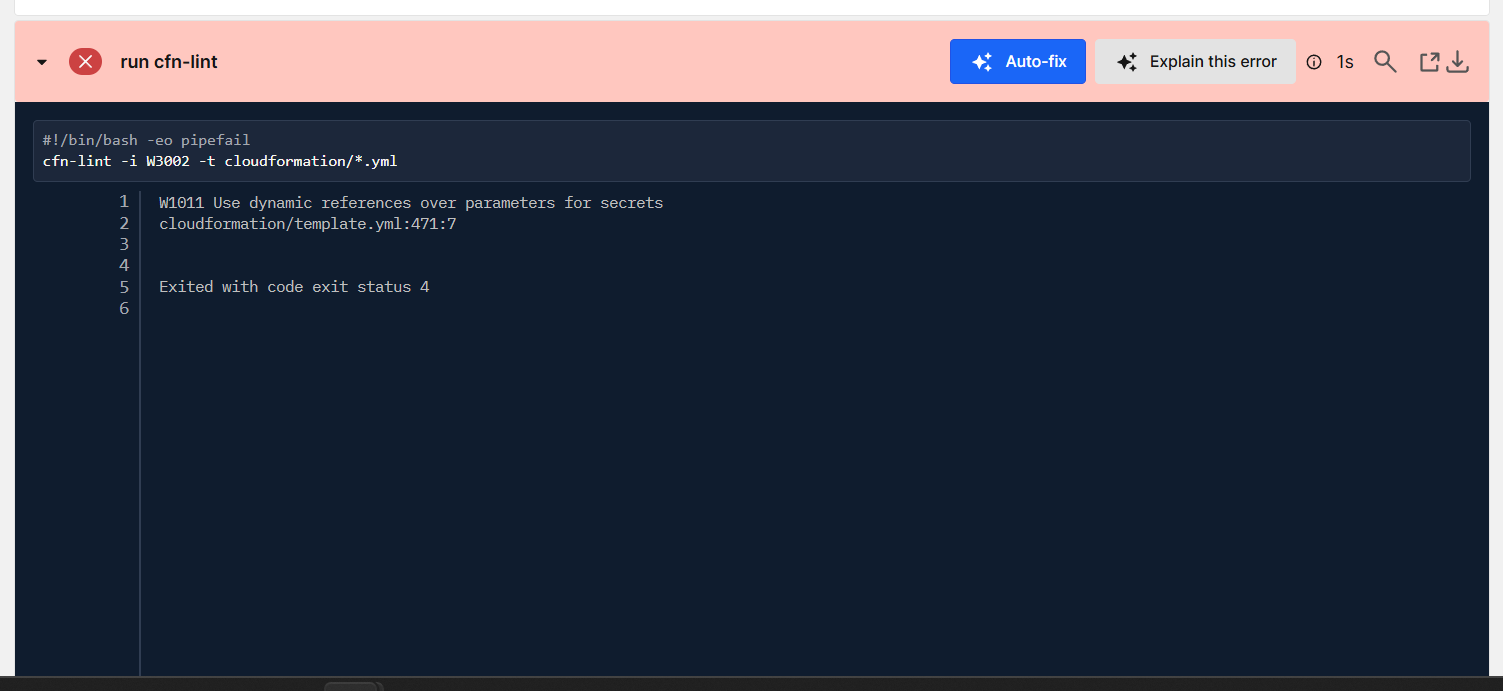 run cfn-lint
Auto-fix
Explain this error
1s
#!/bin/bash -eo pipefail
cfn-lint -i W3002 -t cloudformation/*.yml
1 W1011 Use dynamic references over parameters for secrets
2 cloudformation/template.yml:471:7
3
4
5 Exited with code exit status 4
6